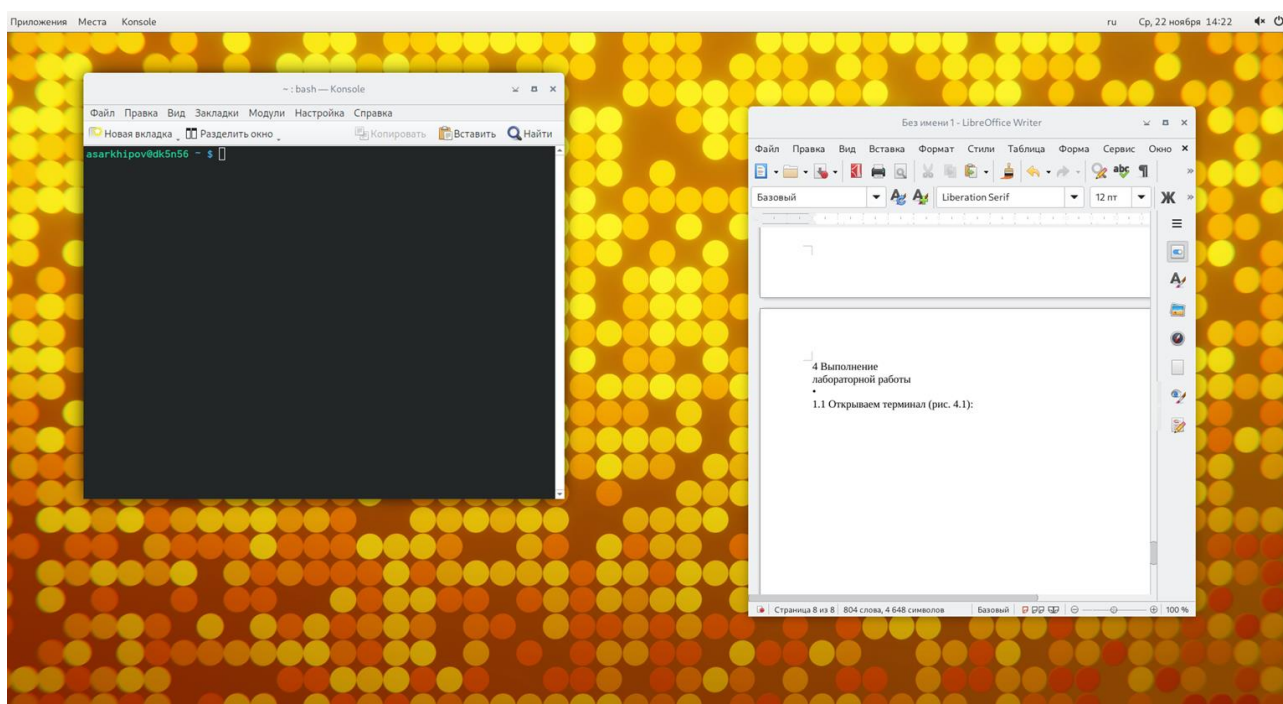 Приложения Места Konsole
ru Ср, 22 ноября 14:22
~ : bash — Konsole
Файл Правка Вид Закладки Модули Настройка Справка
Новая вкладка Разделить окно Копировать Вставить Найти
asarkhipov@dk5n56 ~ $
Без имени 1 - LibreOffice Writer
Файл Правка Вид Вставка Формат Стили Таблица Форма Сервис Окно
Базовый Liberation Serif 12 пт Ж »
4 Выполнение
лабораторной работы
•
1.1 Открываем терминал (рис. 4.1):
Страница 8 из 8 804 слова, 4 648 символов Базовый 100 %